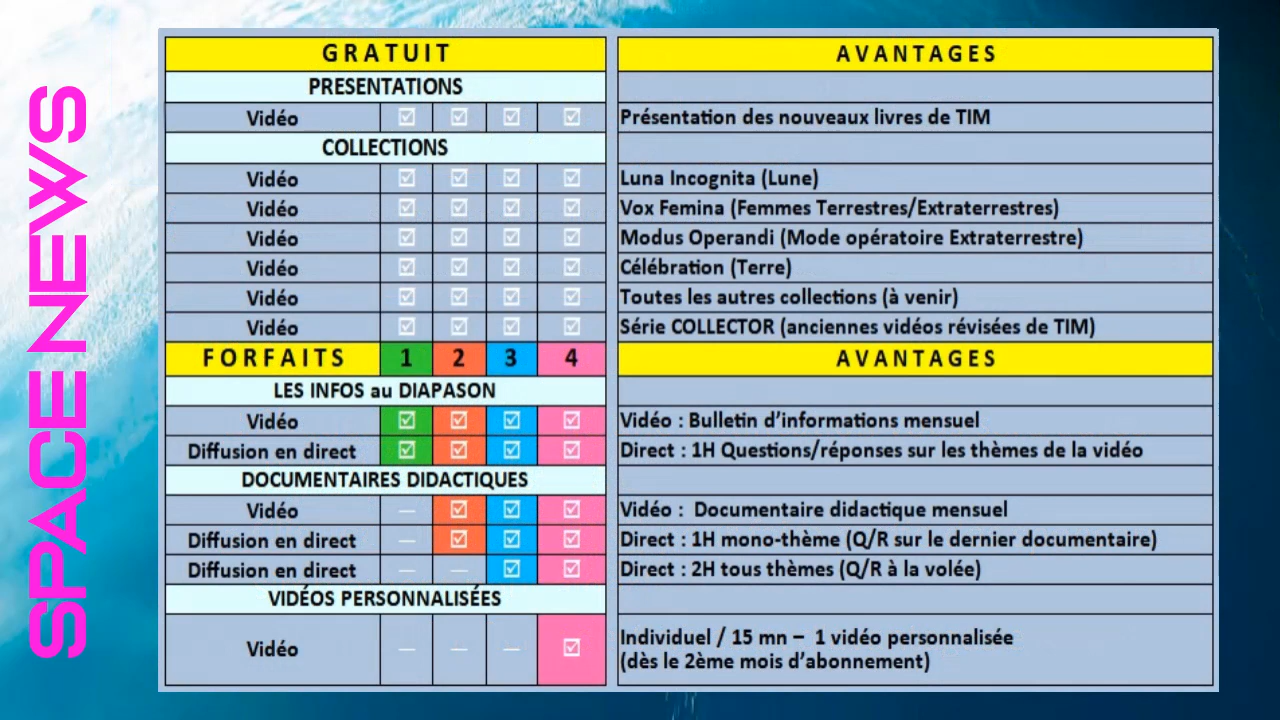 SPACE NEWS
GRATUIT AVANTAGES
PRESENTATIONS
Vidéo ☑ ☑ ☑ ☑ Présentation des nouveaux livres de TIM
COLLECTIONS
Vidéo ☑ ☑ ☑ ☑ Luna Incognita (Lune)
Vidéo ☑ ☑ ☑ ☑ Vox Femina (Femmes Terrestres/Extraterrestres)
Vidéo ☑ ☑ ☑ ☑ Modus Operandi (Mode opératoire Extraterrestre)
Vidéo ☑ ☑ ☑ ☑ Célébration (Terre)
Vidéo ☑ ☑ ☑ ☑ Toutes les autres collections (à venir)
Vidéo ☑ ☑ ☑ ☑ Série COLLECTOR (anciennes vidéos révisées de TIM)
FORFAITS 1 2 3 4 AVANTAGES
LES INFOS au DIAPASON
Vidéo ☑ ☑ ☑ ☑ Vidéo : Bulletin d'informations mensuel
Diffusion en direct ☑ ☑ ☑ ☑ Direct : 1H Questions/réponses sur les thèmes de la vidéo
DOCUMENTAIRES DIDACTIQUES
Vidéo — ☑ ☑ ☑ Vidéo : Documentaire didactique mensuel
Diffusion en direct — ☑ ☑ ☑ Direct : 1H mono-thème (Q/R sur le dernier documentaire)
Diffusion en direct — — ☑ ☑ Direct : 2H tous thèmes (Q/R à la volée)
VIDÉOS PERSONNALISÉES
Vidéo — — — ☑ Individuel / 15 mn – 1 vidéo personnalisée
(dès le 2ème mois d'abonnement)